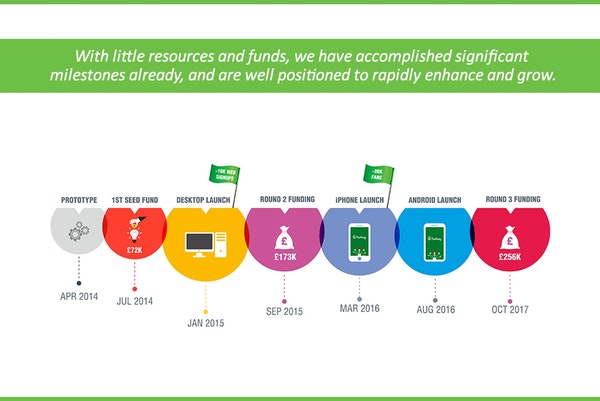 With little resources and funds, we have accomplished significant
milestones already, and are well positioned to rapidly enhance and grow.
~10K WEB
SIGNUPS
~80K
FANS
PROTOTYPE
1ST SEED FUND
DESKTOP LAUNCH
ROUND 2 FUNDING
IPHONE LAUNCH
ANDROID LAUNCH
ROUND 3 FUNDING
£
£
£72K
£173K
£256K
APR 2014
JUL 2014
JAN 2015
SEP 2015
MAR 2016
AUG 2016
OCT 2017